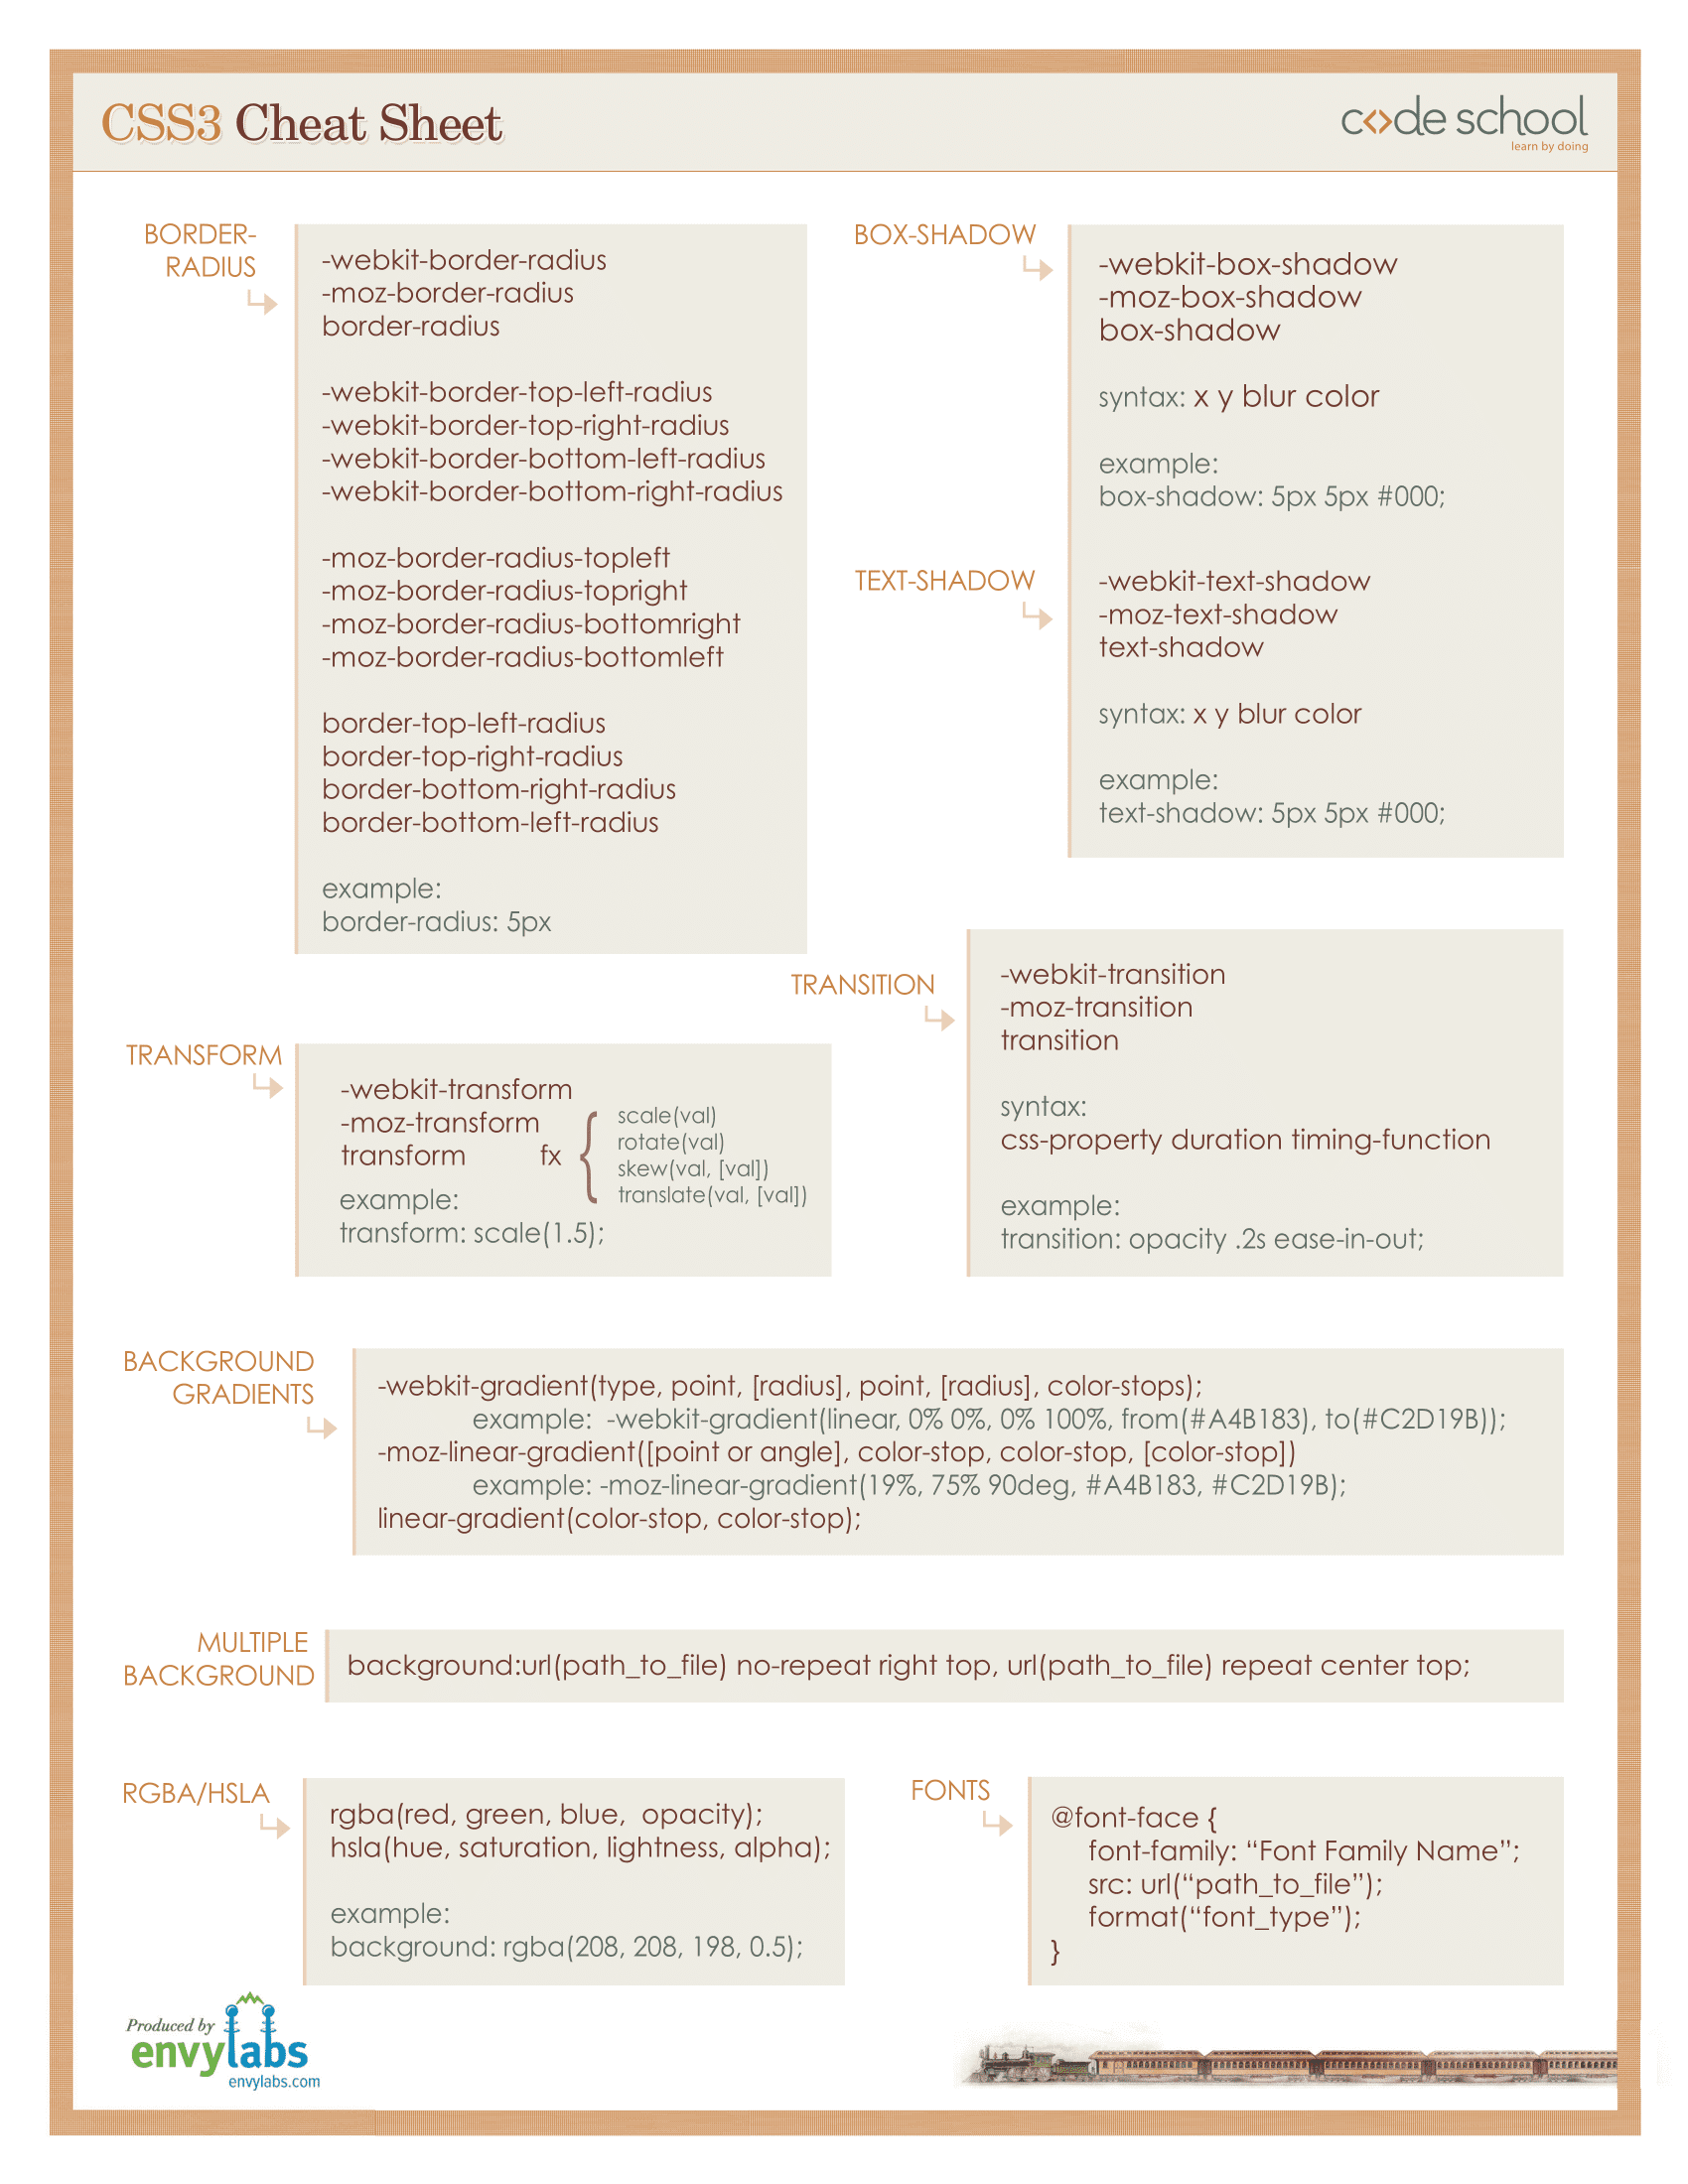 CSS3 Cheat Sheet
code school
learn by doing
BORDER-
RADIUS
-webkit-border-radius
-moz-border-radius
border-radius
-webkit-border-top-left-radius
-webkit-border-top-right-radius
-webkit-border-bottom-left-radius
-webkit-border-bottom-right-radius
-moz-border-radius-topleft
-moz-border-radius-topright
-moz-border-radius-bottomright
-moz-border-radius-bottomleft
border-top-left-radius
border-top-right-radius
border-bottom-right-radius
border-bottom-left-radius
example:
border-radius: 5px
BOX-SHADOW
-webkit-box-shadow
-moz-box-shadow
box-shadow
syntax: x y blur color
example:
box-shadow: 5px 5px #000;
TEXT-SHADOW
-webkit-text-shadow
-moz-text-shadow
text-shadow
syntax: x y blur color
example:
text-shadow: 5px 5px #000;
TRANSITION
-webkit-transition
-moz-transition
transition
syntax:
css-property duration timing-function
example:
transition: opacity .2s ease-in-out;
TRANSFORM
-webkit-transform
-moz-transform
transform fx {
scale(val)
rotate(val)
skew(val, [val])
translate(val, [val])
example:
transform: scale(1.5);
BACKGROUND
GRADIENTS
-webkit-gradient(type, point, [radius], point, [radius], color-stops);
example: -webkit-gradient(linear, 0% 0%, 0% 100%, from(#A4B183), to(#C2D19B));
-moz-linear-gradient([point or angle], color-stop, color-stop, [color-stop])
example: -moz-linear-gradient(19%, 75% 90deg, #A4B183, #C2D19B);
linear-gradient(color-stop, color-stop);
MULTIPLE
BACKGROUND
background:url(path_to_file) no-repeat right top, url(path_to_file) repeat center top;
RGBA/HSLA
rgba(red, green, blue, opacity);
hsla(hue, saturation, lightness, alpha);
example:
background: rgba(208, 208, 198, 0.5);
FONTS
@font-face {
font-family: “Font Family Name”;
src: url(“path_to_file”);
format(“font_type”);
}
Produced by
envylabs
envylabs.com